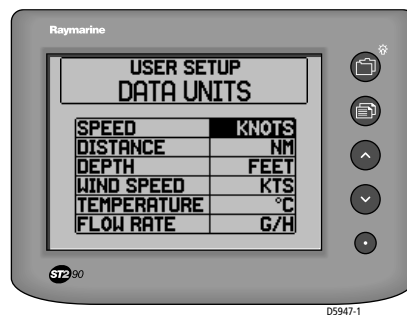 Raymarine
USER SETUP
DATA UNITS
SPEED KNOTS
DISTANCE NM
DEPTH FEET
WIND SPEED KTS
TEMPERATURE °C
FLOW RATE G/H
ST290
D5947-1